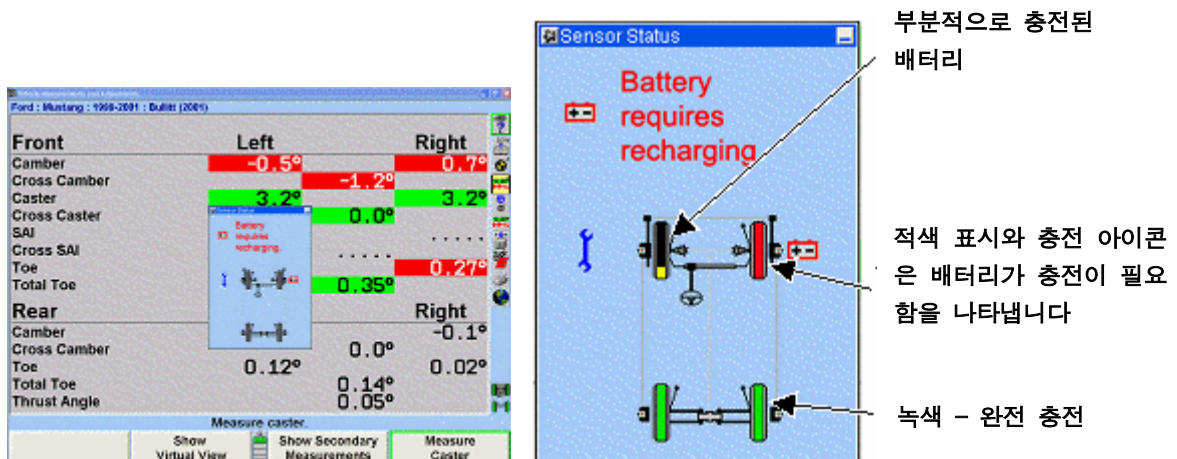 Ford : Mustang : 1998-2001 : Bullitt (2001)
Front Left Right
Camber -0.5° 0.7°
Cross Camber -1.2°
Caster 3.2° 3.2°
Cross Caster 0.0°
SAI
Cross SAI .....
Toe 0.27°
Total Toe 0.35°
Rear Right
Camber -0.1°
Cross Camber 0.0°
Toe 0.12° 0.02°
Total Toe 0.14°
Thrust Angle 0.05°
Sensor Status
Battery
requires
recharging.
Measure caster.
Show
Virtual View
Show Secondary
Measurements
Measure
Caster
Sensor Status
Battery
requires
recharging
부분적으로 충전된
배터리
적색 표시와 충전 아이콘
은 배터리가 충전이 필요
함을 나타냅니다
녹색 – 완전 충전